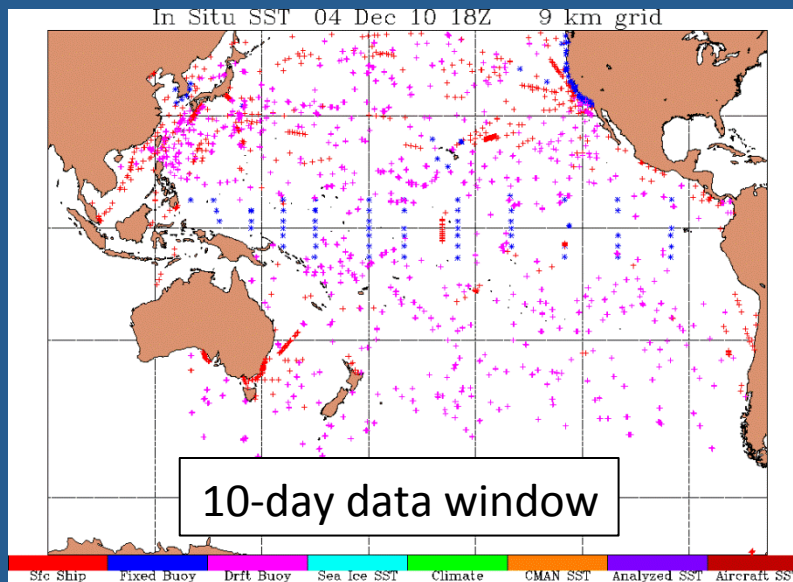 In Situ SST 04 Dec 10 18Z 9 km grid
10-day data window
Sfc Ship Fixed Buoy Drft Buoy Sea Ice SST Climate CMAN SST Analyzed SST Aircraft SST